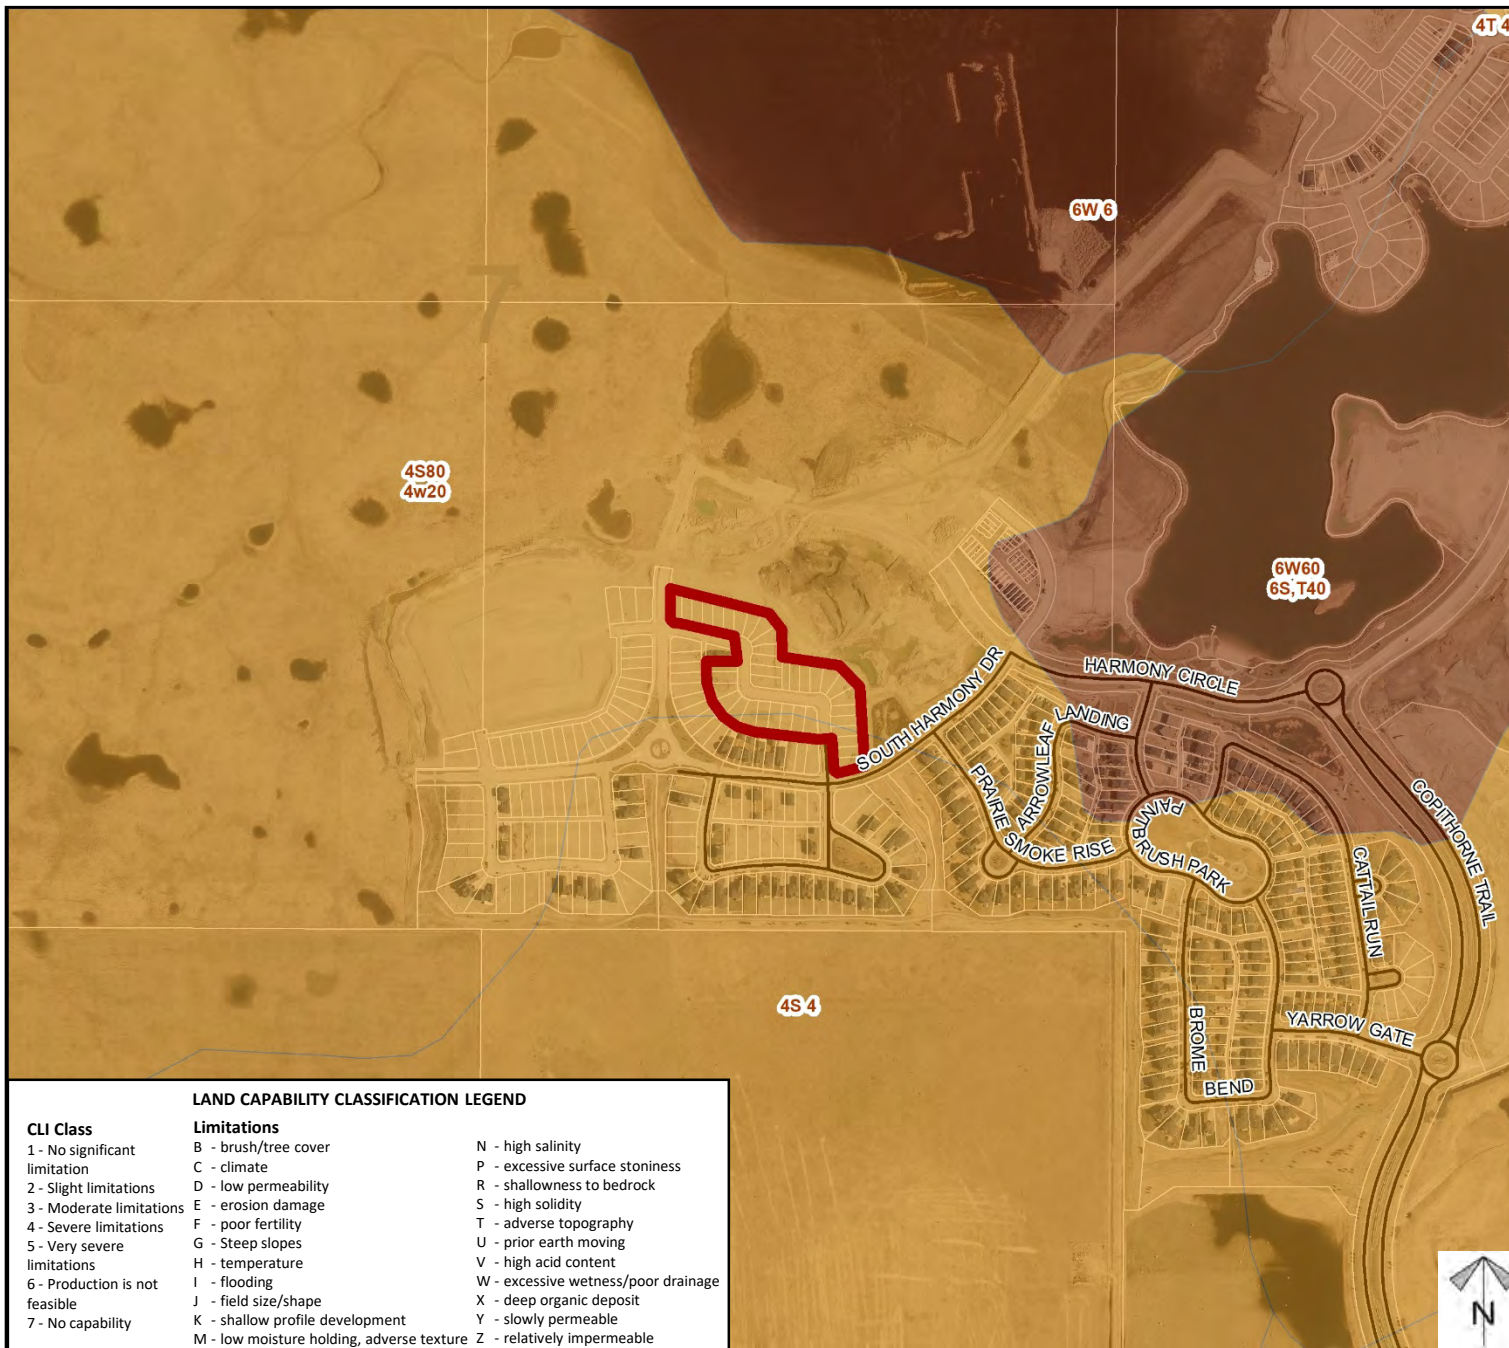 4T 4
6W 6
7
4S80
4w20
6W60
6S,T40
HARMONY CIRCLE
SOUTH HARMONY DR
LANDING
ARROWLEAF
PRAIRIE SMOKE RISE
PAINTBRUSH PARK
COPITHORNE TRAIL
CATTAIL RUN
4S 4
BROME
BEND
YARROW GATE
LAND CAPABILITY CLASSIFICATION LEGEND
CLI Class
1 - No significant
limitation
2 - Slight limitations
3 - Moderate limitations
4 - Severe limitations
5 - Very severe
limitations
6 - Production is not
feasible
7 - No capability
Limitations
B - brush/tree cover
C - climate
D - low permeability
E - erosion damage
F - poor fertility
G - Steep slopes
H - temperature
I - flooding
J - field size/shape
K - shallow profile development
M - low moisture holding, adverse texture
N - high salinity
P - excessive surface stoniness
R - shallowness to bedrock
S - high solidity
T - adverse topography
U - prior earth moving
V - high acid content
W - excessive wetness/poor drainage
X - deep organic deposit
Y - slowly permeable
Z - relatively impermeable
N